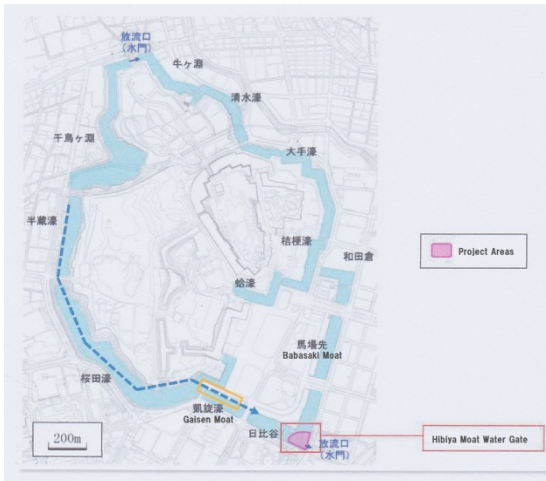 放流口
(水門)
牛ヶ淵
清水濠
千鳥ヶ淵
大手濠
半蔵濠
桔梗濠
和田倉
蛤濠
Project Areas
馬場先
Babasaki Moat
桜田濠
凱旋濠
Gaisen Moat
日比谷
放流口
(水門)
200m
Hibiya Moat Water Gate